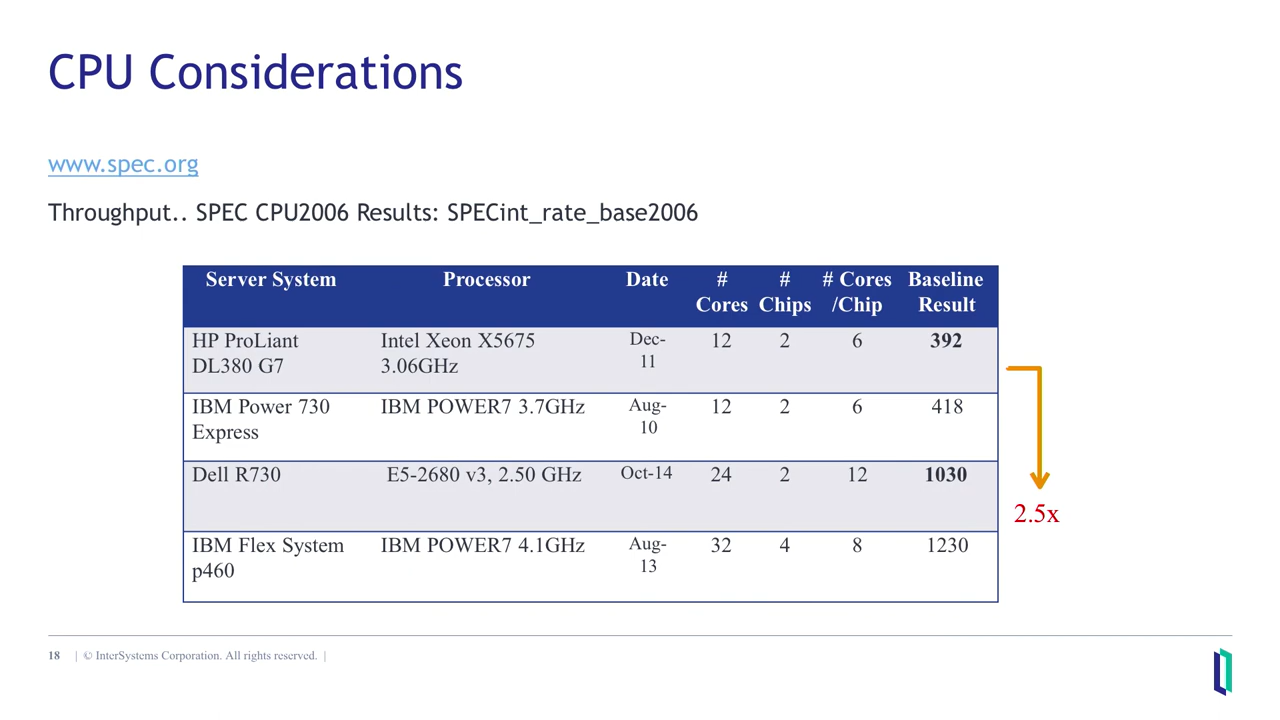 CPU Considerations
www.spec.org
Throughput.. SPEC CPU2006 Results: SPECint_rate_base2006
Server System Processor Date # Cores # Chips # Cores /Chip Baseline Result
HP ProLiant DL380 G7 Intel Xeon X5675 3.06GHz Dec-11 12 2 6 392
IBM Power 730 Express IBM POWER7 3.7GHz Aug-10 12 2 6 418
Dell R730 E5-2680 v3, 2.50 GHz Oct-14 24 2 12 1030
2.5x
IBM Flex System p460 IBM POWER7 4.1GHz Aug-13 32 4 8 1230
18 | © InterSystems Corporation. All rights reserved. |